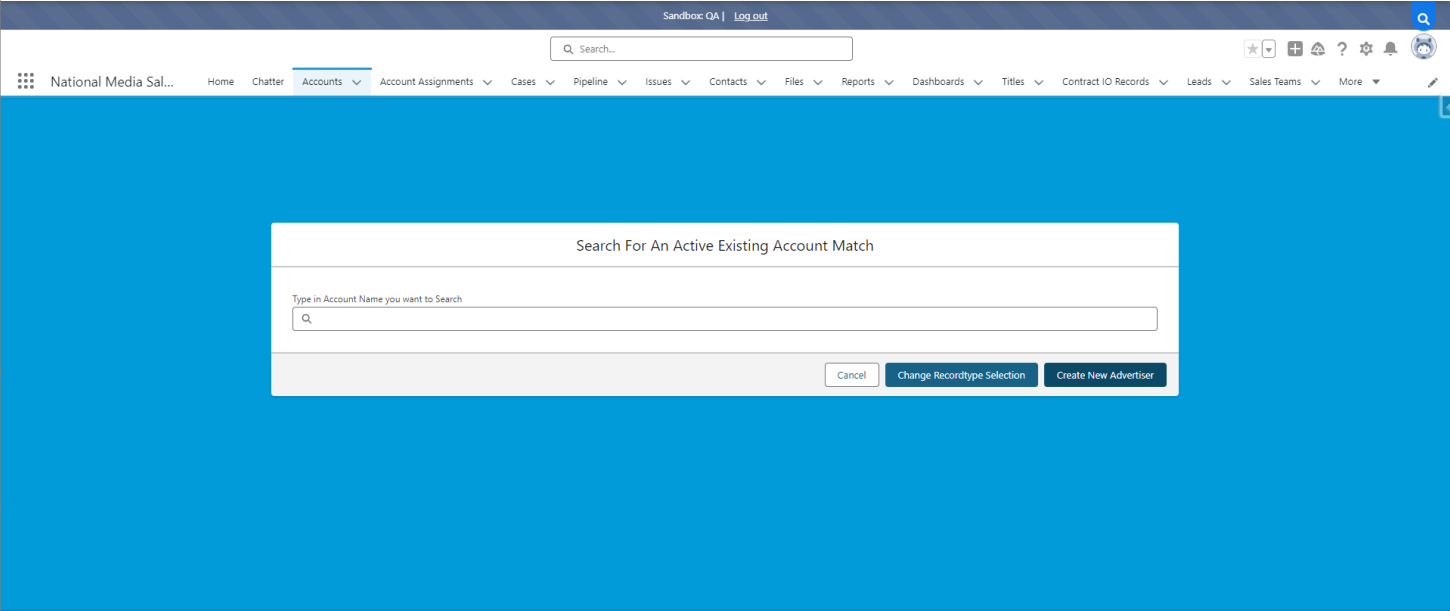 Sandbox: QA | Log out
Search...
National Media Sal... Home Chatter Accounts Account Assignments Cases Pipeline Issues Contacts Files Reports Dashboards Titles Contract IO Records Leads Sales Teams More
Search For An Active Existing Account Match
Type in Account Name you want to Search
Cancel Change Recordtype Selection Create New Advertiser